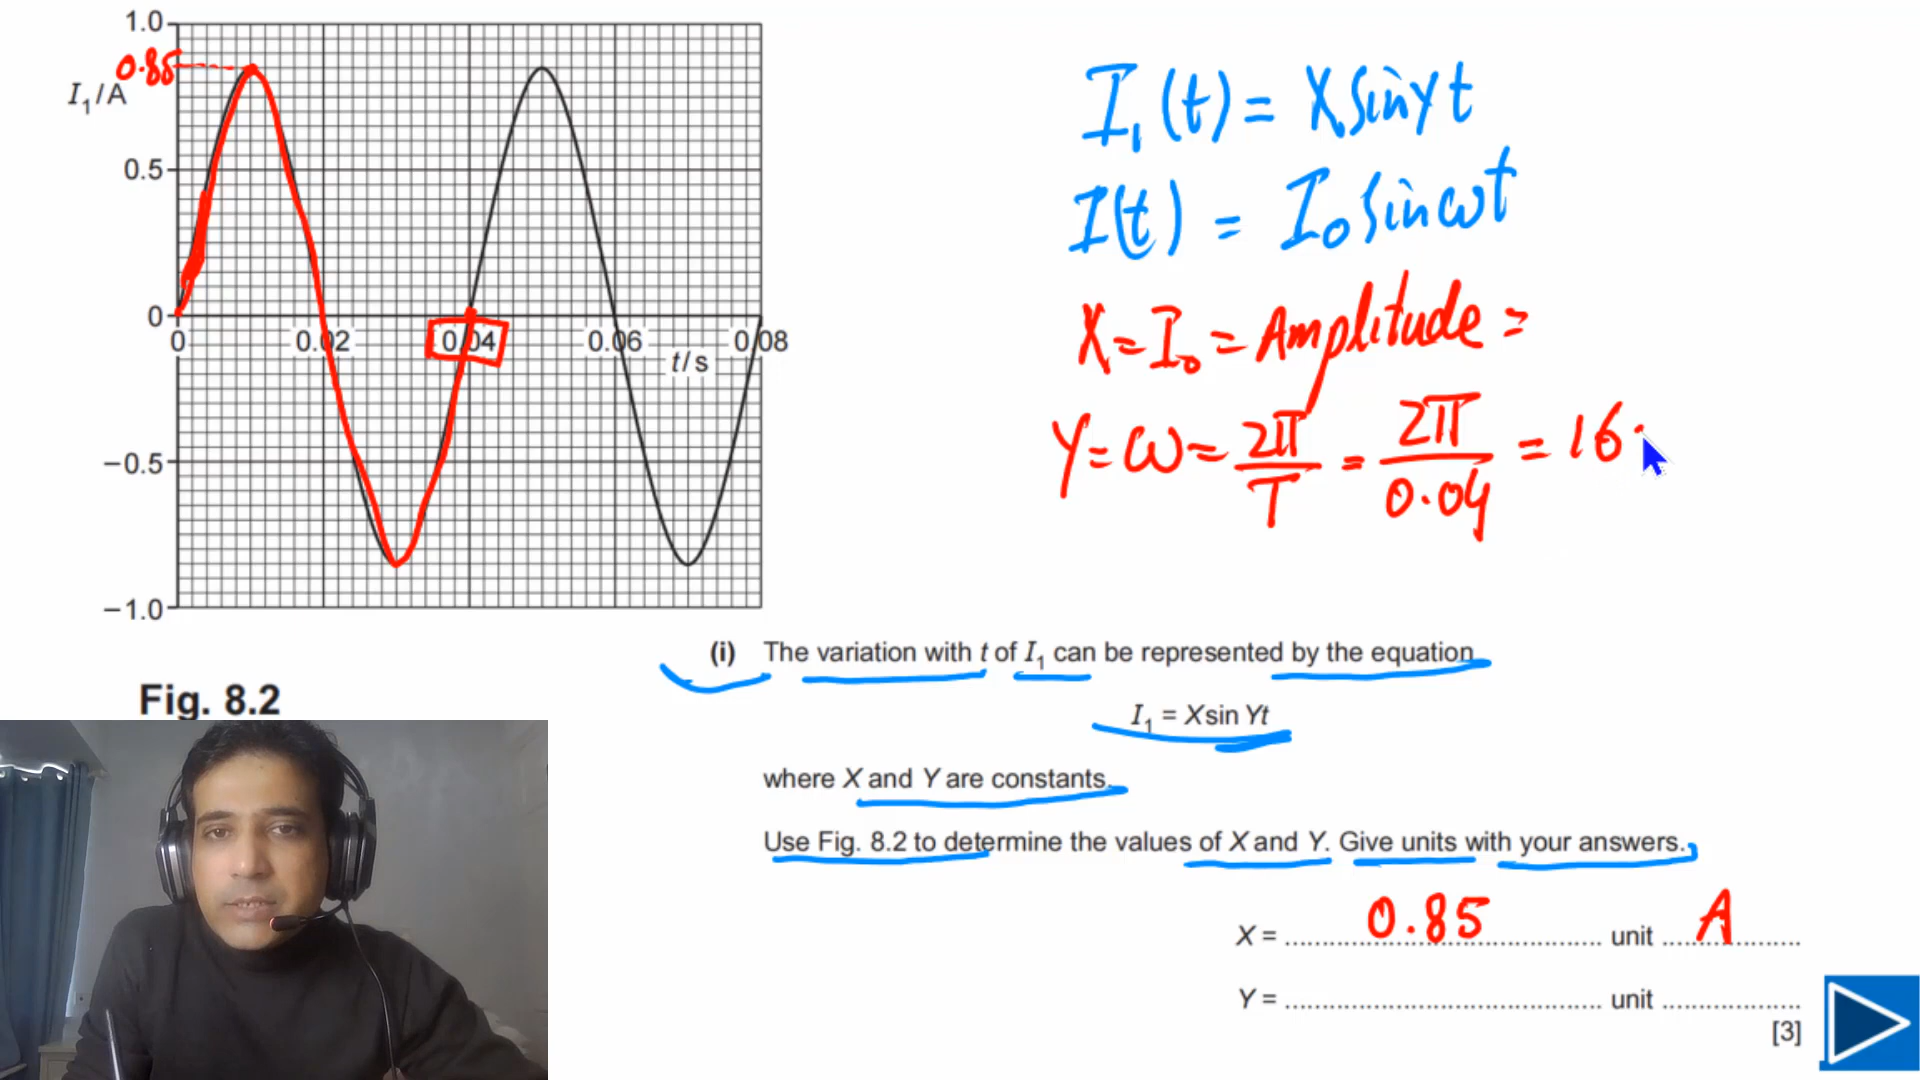 1.0
0.85
I₁/A
0.5
0
0 0.02 0.04 0.06 0.08
t/s
−0.5
−1.0
Fig. 8.2
I₁(t) = X sin Y t
I(t) = I₀ sin ωt
X = I₀ = Amplitude =
Y = ω = 2π/T = 2π/0.04 = 16
(i) The variation with t of I₁ can be represented by the equation
I₁ = X sin Yt
where X and Y are constants.
Use Fig. 8.2 to determine the values of X and Y. Give units with your answers.
X = 0.85 unit A
Y = unit
[3]